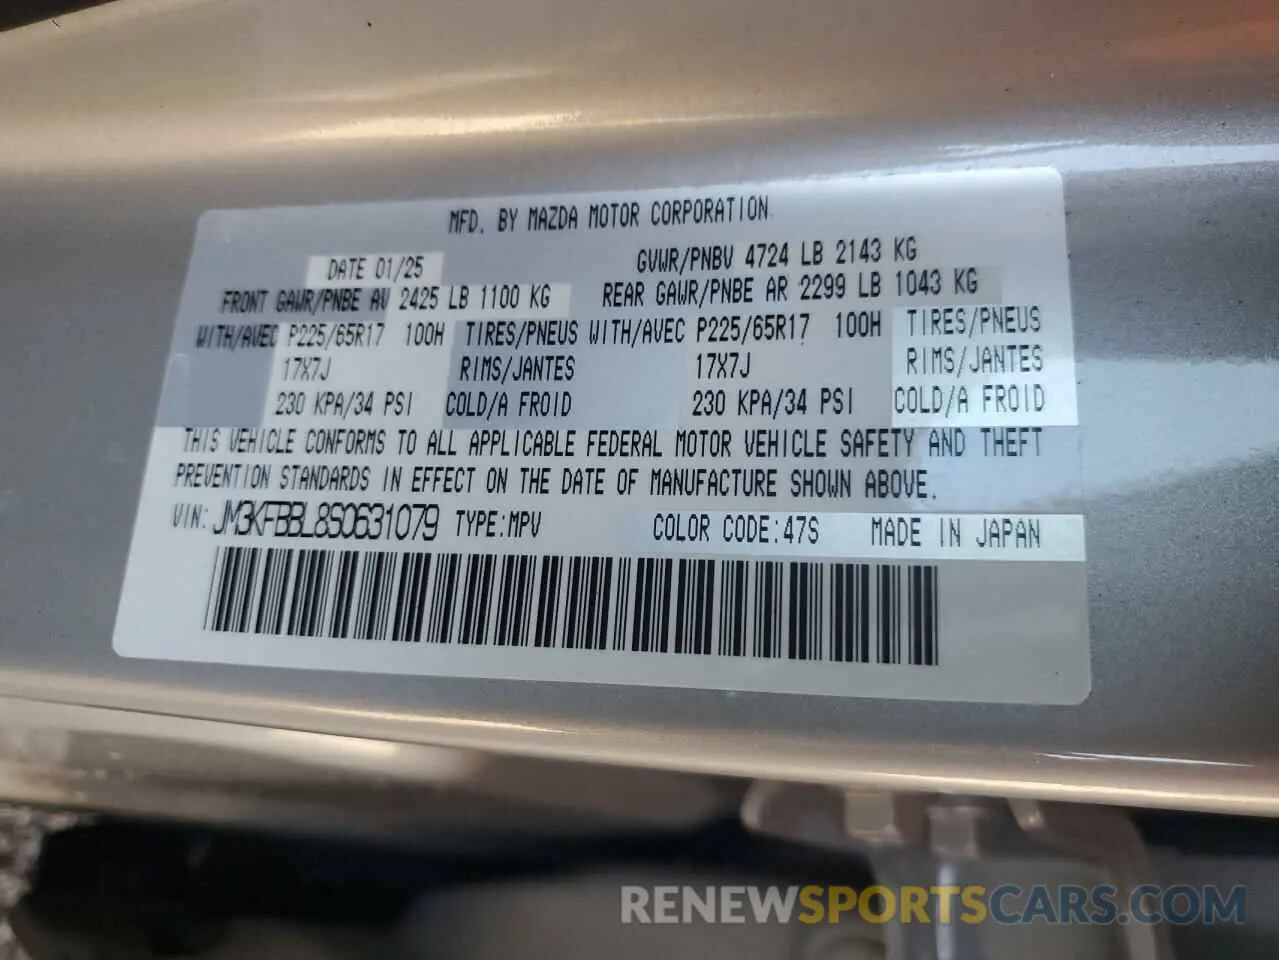 MFD. BY MAZDA MOTOR CORPORATION
DATE 01/25 GVWR/PNBV 4724 LB 2143 KG
FRONT GAWR/PNBE AV 2425 LB 1100 KG REAR GAWR/PNBE AR 2299 LB 1043 KG
WITH/AVEC P225/65R17 100H TIRES/PNEUS WITH/AVEC P225/65R17 100H TIRES/PNEUS
17X7J RIMS/JANTES 17X7J RIMS/JANTES
230 KPA/34 PSI COLD/A FROID 230 KPA/34 PSI COLD/A FROID
THIS VEHICLE CONFORMS TO ALL APPLICABLE FEDERAL MOTOR VEHICLE SAFETY AND THEFT
PREVENTION STANDARDS IN EFFECT ON THE DATE OF MANUFACTURE SHOWN ABOVE.
VIN: JM3KFBBL8S0631079 TYPE:MPV COLOR CODE:47S MADE IN JAPAN
RENEWSPORTSCARS.COM